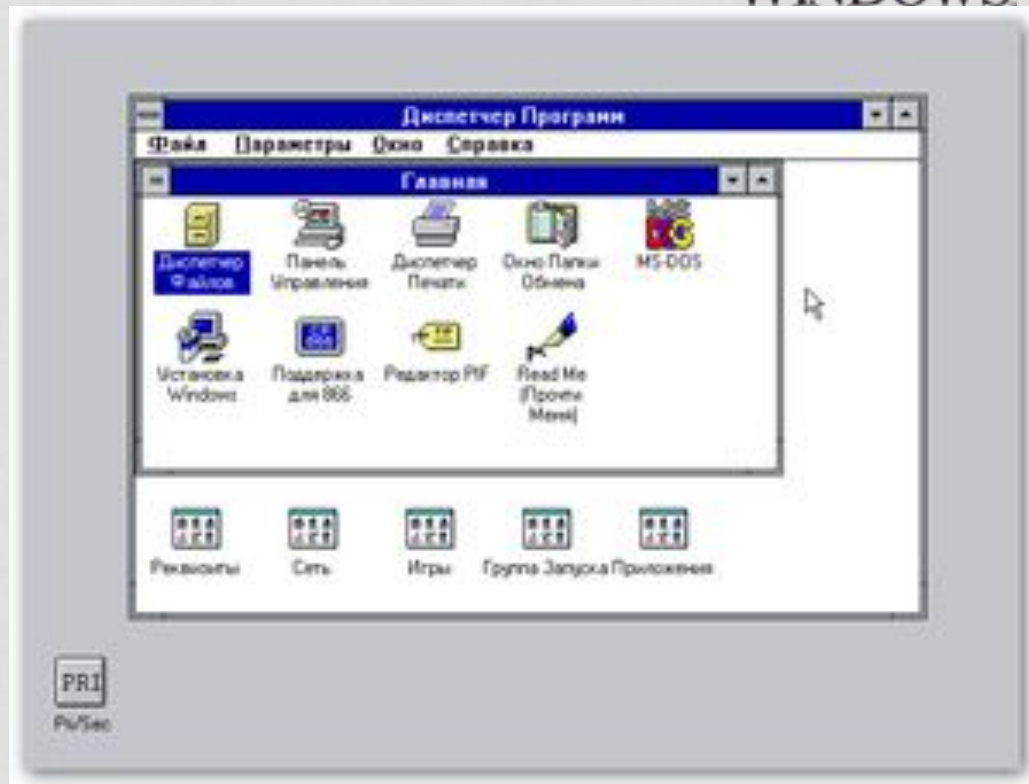 WINDOWS
Диспетчер Программ
Файл Параметры Окно Справка
Главная
Диспетчер Файлов
Панель Управления
Диспетчер Печати
Окно Папки Обмена
MS-DOS
Установка Windows
Поддержка для 866
Редактор PIF
Read Me (Прочти Меня)
Реквизиты
Сеть
Игры
Группа Запуска
Приложения
PRI
Pri/Sec